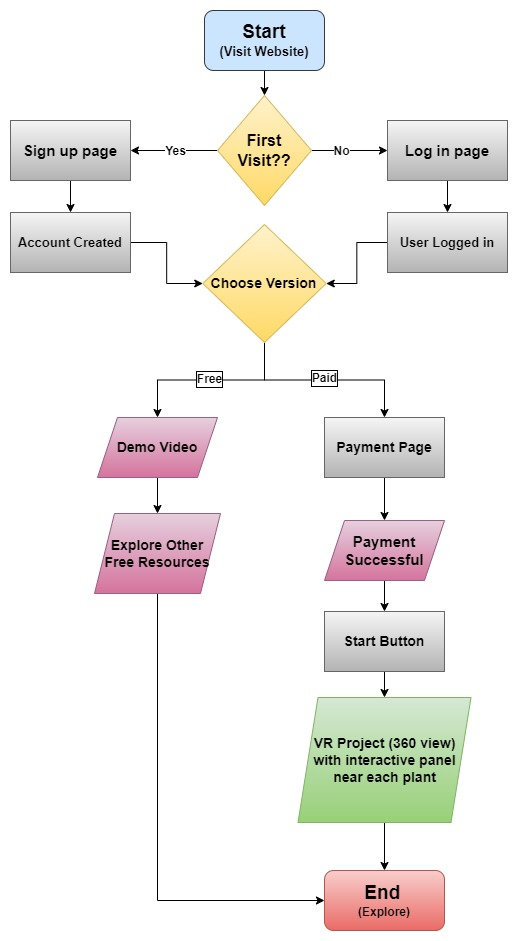 Start
(Visit Website)
First
Visit??
Yes
No
Sign up page
Log in page
Account Created
User Logged in
Choose Version
Free
Paid
Demo Video
Payment Page
Explore Other
Free Resources
Payment
Successful
Start Button
VR Project (360 view)
with interactive panel
near each plant
End
(Explore)